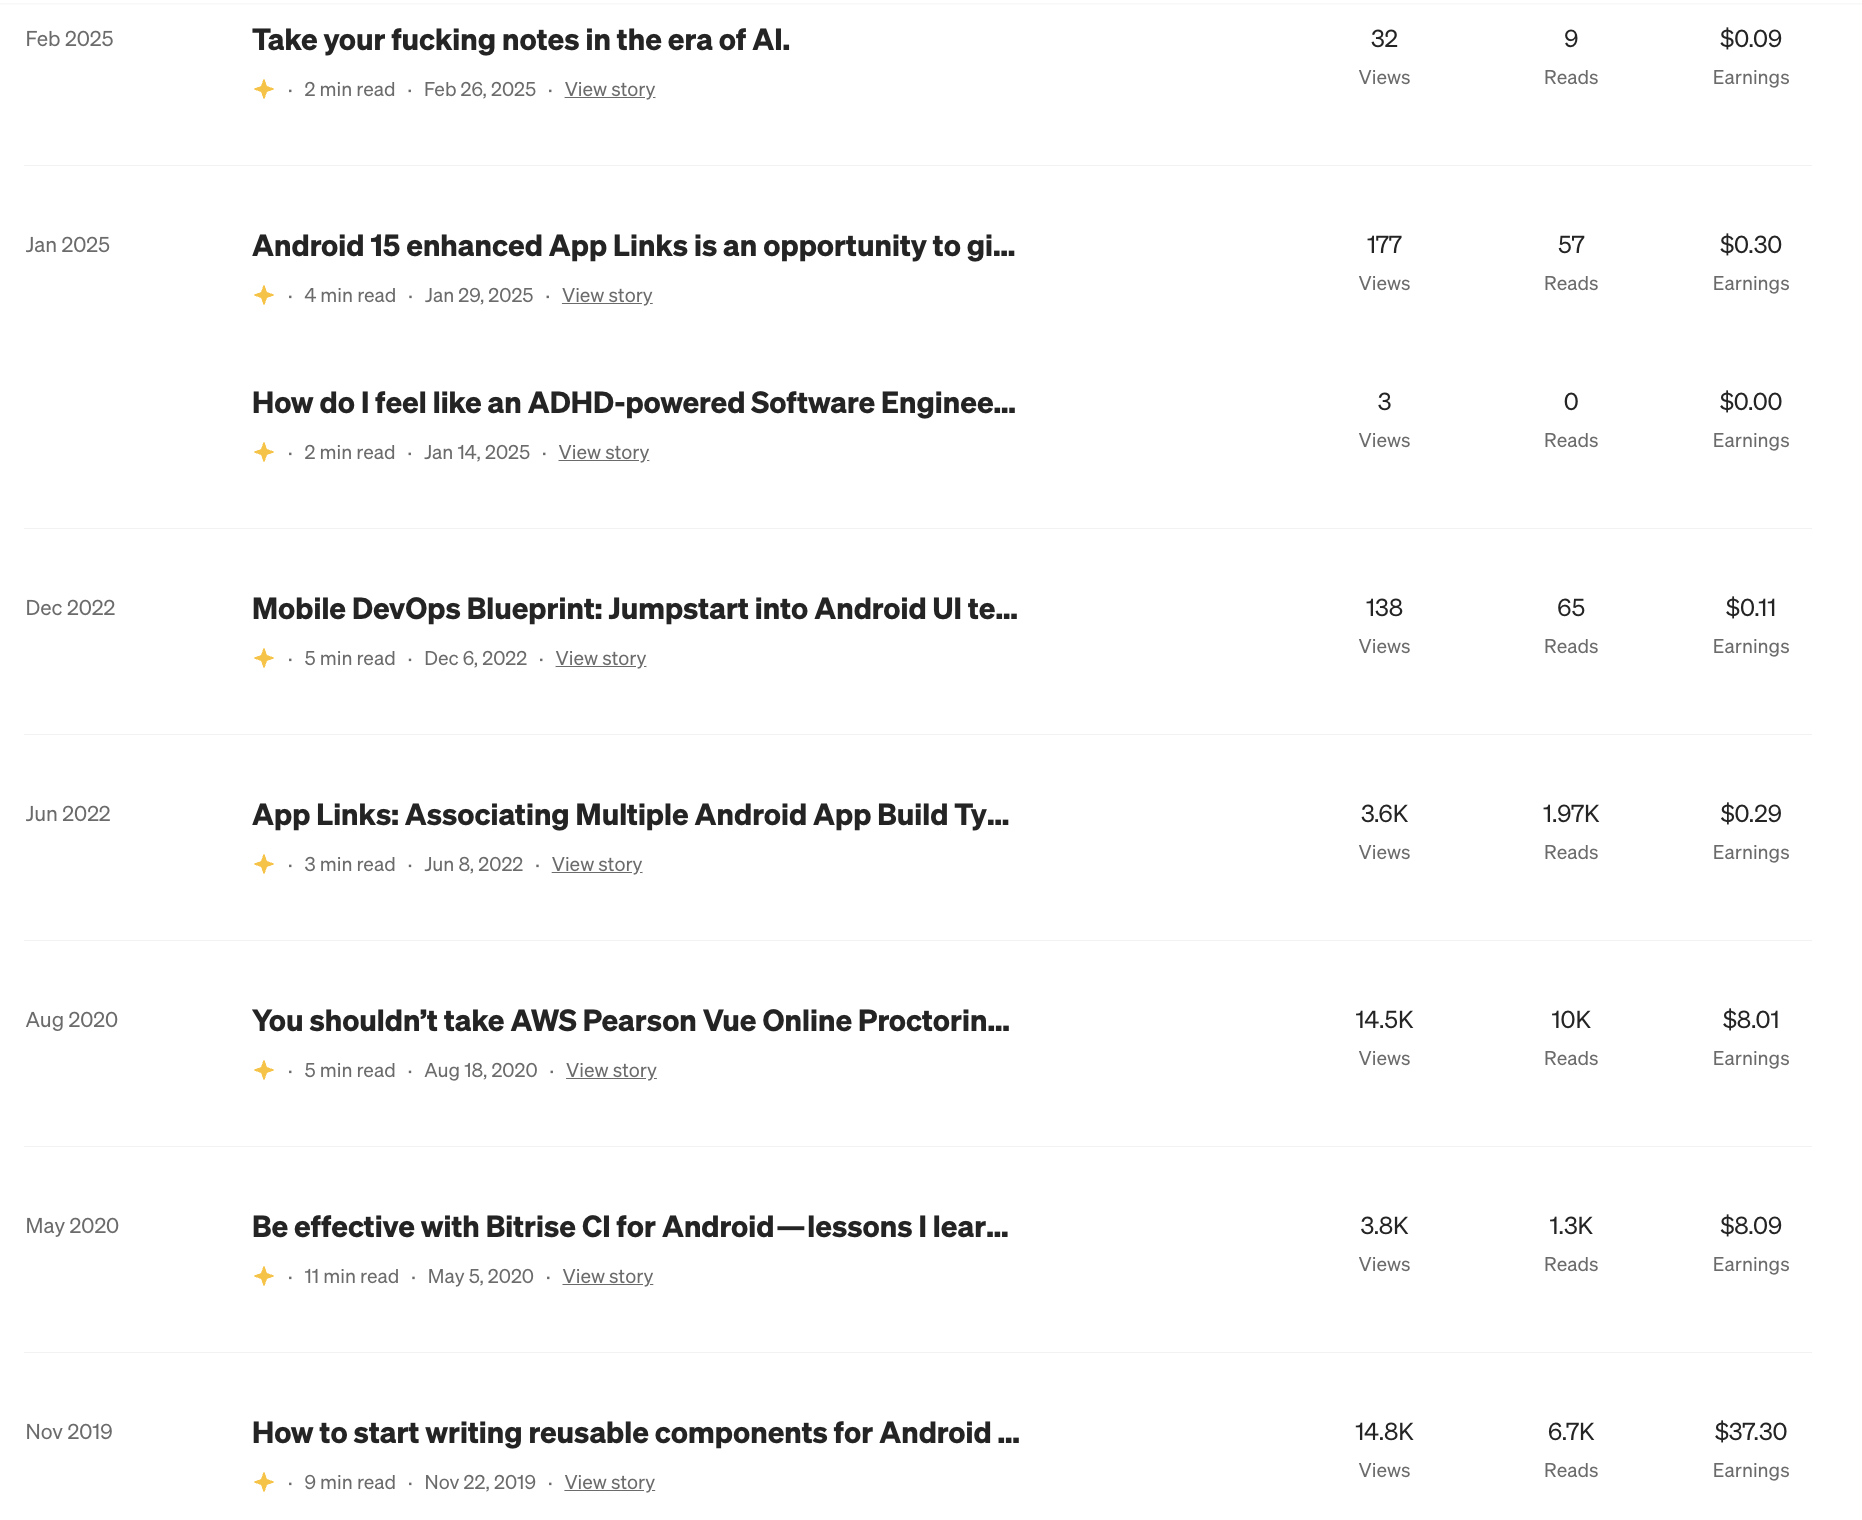 Feb 2025
Take your fucking notes in the era of AI.
32
9
$0.09
Views
Reads
Earnings
· 2 min read · Feb 26, 2025 · View story
Jan 2025
Android 15 enhanced App Links is an opportunity to gi...
177
57
$0.30
Views
Reads
Earnings
· 4 min read · Jan 29, 2025 · View story
How do I feel like an ADHD-powered Software Enginee...
3
0
$0.00
Views
Reads
Earnings
· 2 min read · Jan 14, 2025 · View story
Dec 2022
Mobile DevOps Blueprint: Jumpstart into Android UI te...
138
65
$0.11
Views
Reads
Earnings
· 5 min read · Dec 6, 2022 · View story
Jun 2022
App Links: Associating Multiple Android App Build Ty...
3.6K
1.97K
$0.29
Views
Reads
Earnings
· 3 min read · Jun 8, 2022 · View story
Aug 2020
You shouldn’t take AWS Pearson Vue Online Proctorin...
14.5K
10K
$8.01
Views
Reads
Earnings
· 5 min read · Aug 18, 2020 · View story
May 2020
Be effective with Bitrise CI for Android — lessons I lear...
3.8K
1.3K
$8.09
Views
Reads
Earnings
· 11 min read · May 5, 2020 · View story
Nov 2019
How to start writing reusable components for Android ...
14.8K
6.7K
$37.30
Views
Reads
Earnings
· 9 min read · Nov 22, 2019 · View story